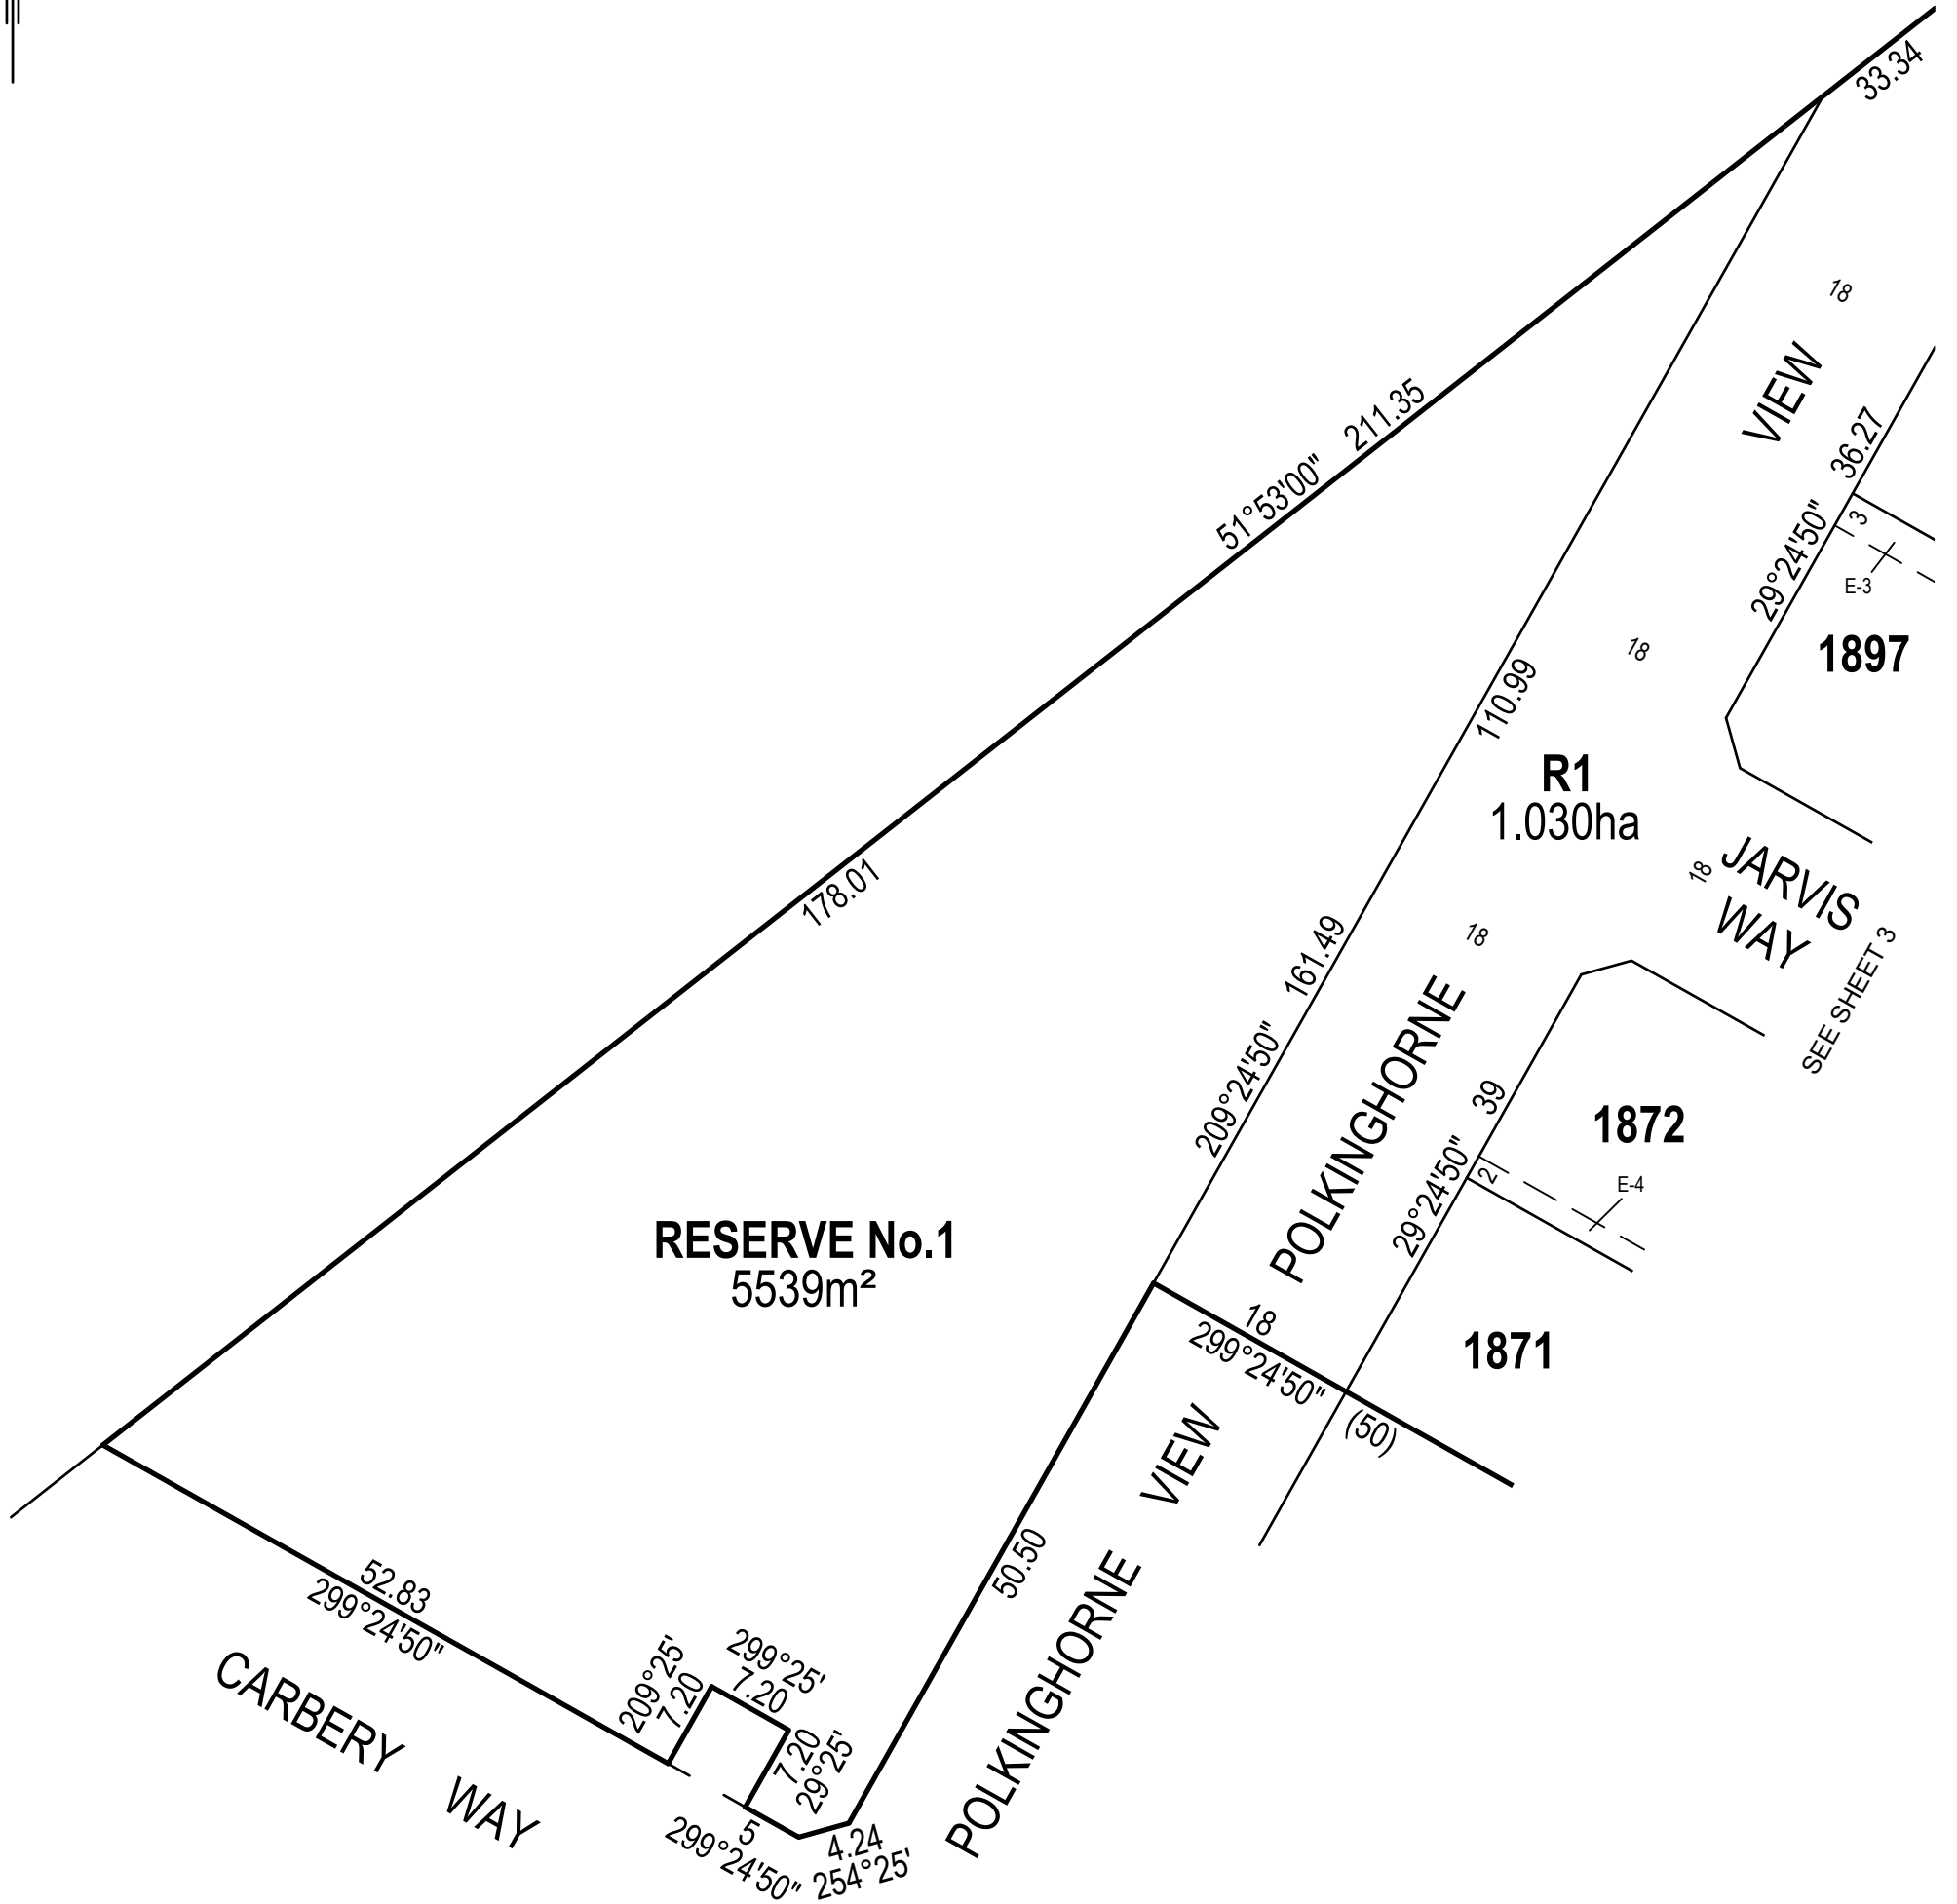 33.34
18
VIEW
51°53'00" 211.35
36.27
29°24'50"
3
E-3
18
1897
110.99
R1
1.030ha
178.01
18
JARVIS
WAY
SEE SHEET 3
18
161.49
209°24'50"
POLKINGHORNE
39
29°24'50"
1872
2
E-4
RESERVE No.1
5539m²
18
299°24'50"
1871
(50)
VIEW
50.50
POLKINGHORNE
52.83
299°24'50"
CARBERY WAY
209°25'
7.20
299°25'
7.20
7.20
29°25'
5
299°24'50"
4.24
254°25'